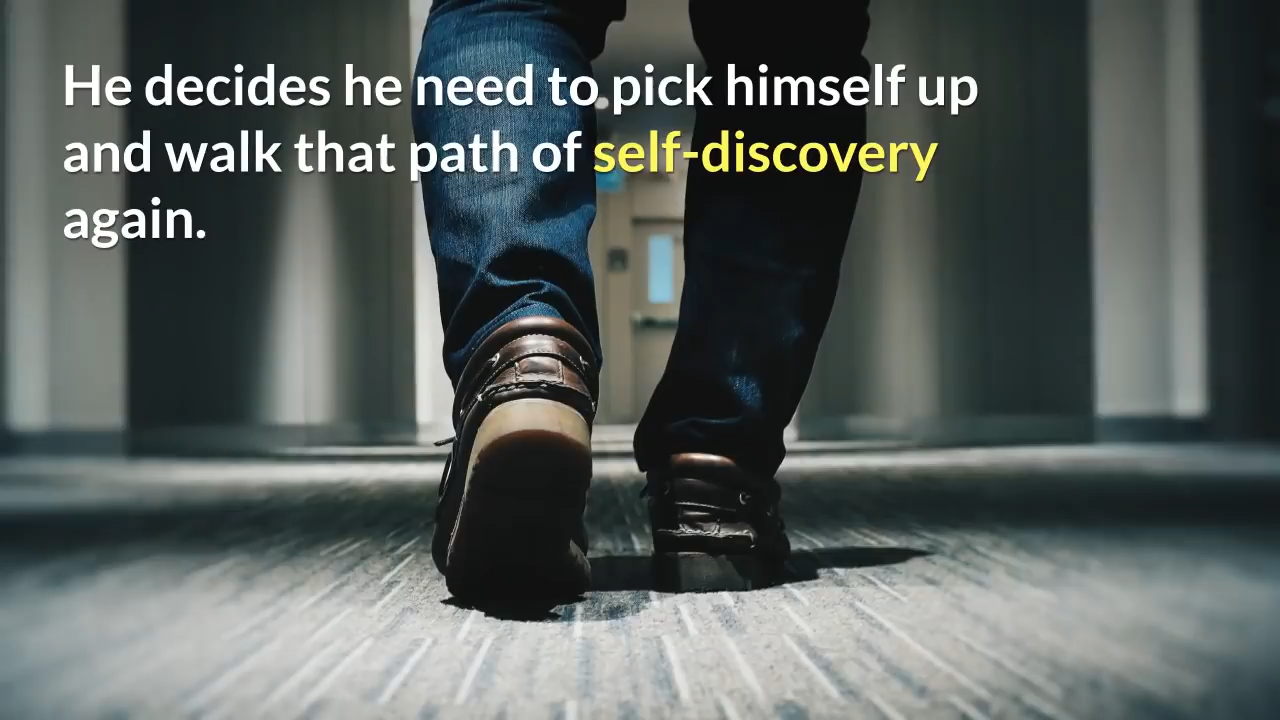 He decides he need to pick himself up
and walk that path of self-discovery
again.